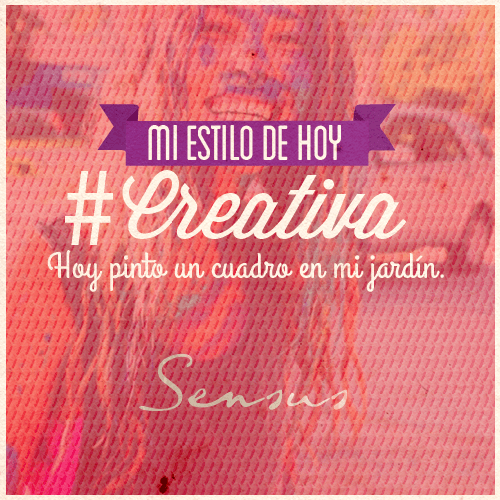 MI ESTILO DE HOY
#Creativa
Hoy pinto un cuadro en mi jardín.
Sensus